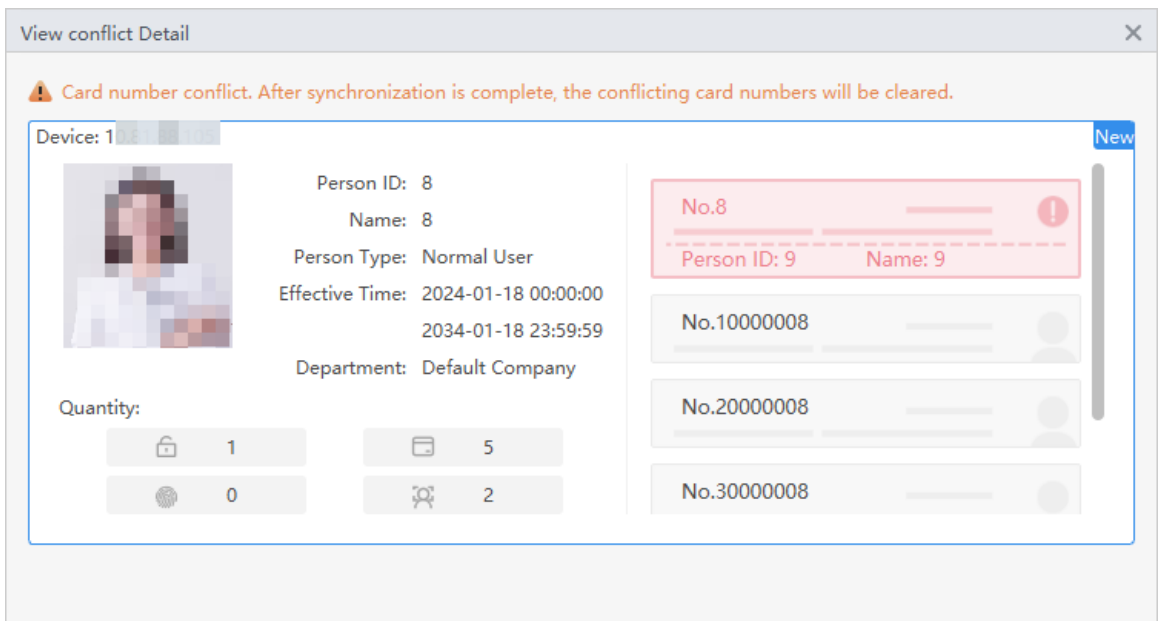 View conflict Detail
Card number conflict. After synchronization is complete, the conflicting card numbers will be cleared.
Device:
New
Person ID: 8
Name: 8
Person Type: Normal User
Effective Time: 2024-01-18 00:00:00
2034-01-18 23:59:59
Department: Default Company
Quantity:
1
5
0
2
No.8
Person ID: 9 Name: 9
No.10000008
No.20000008
No.30000008